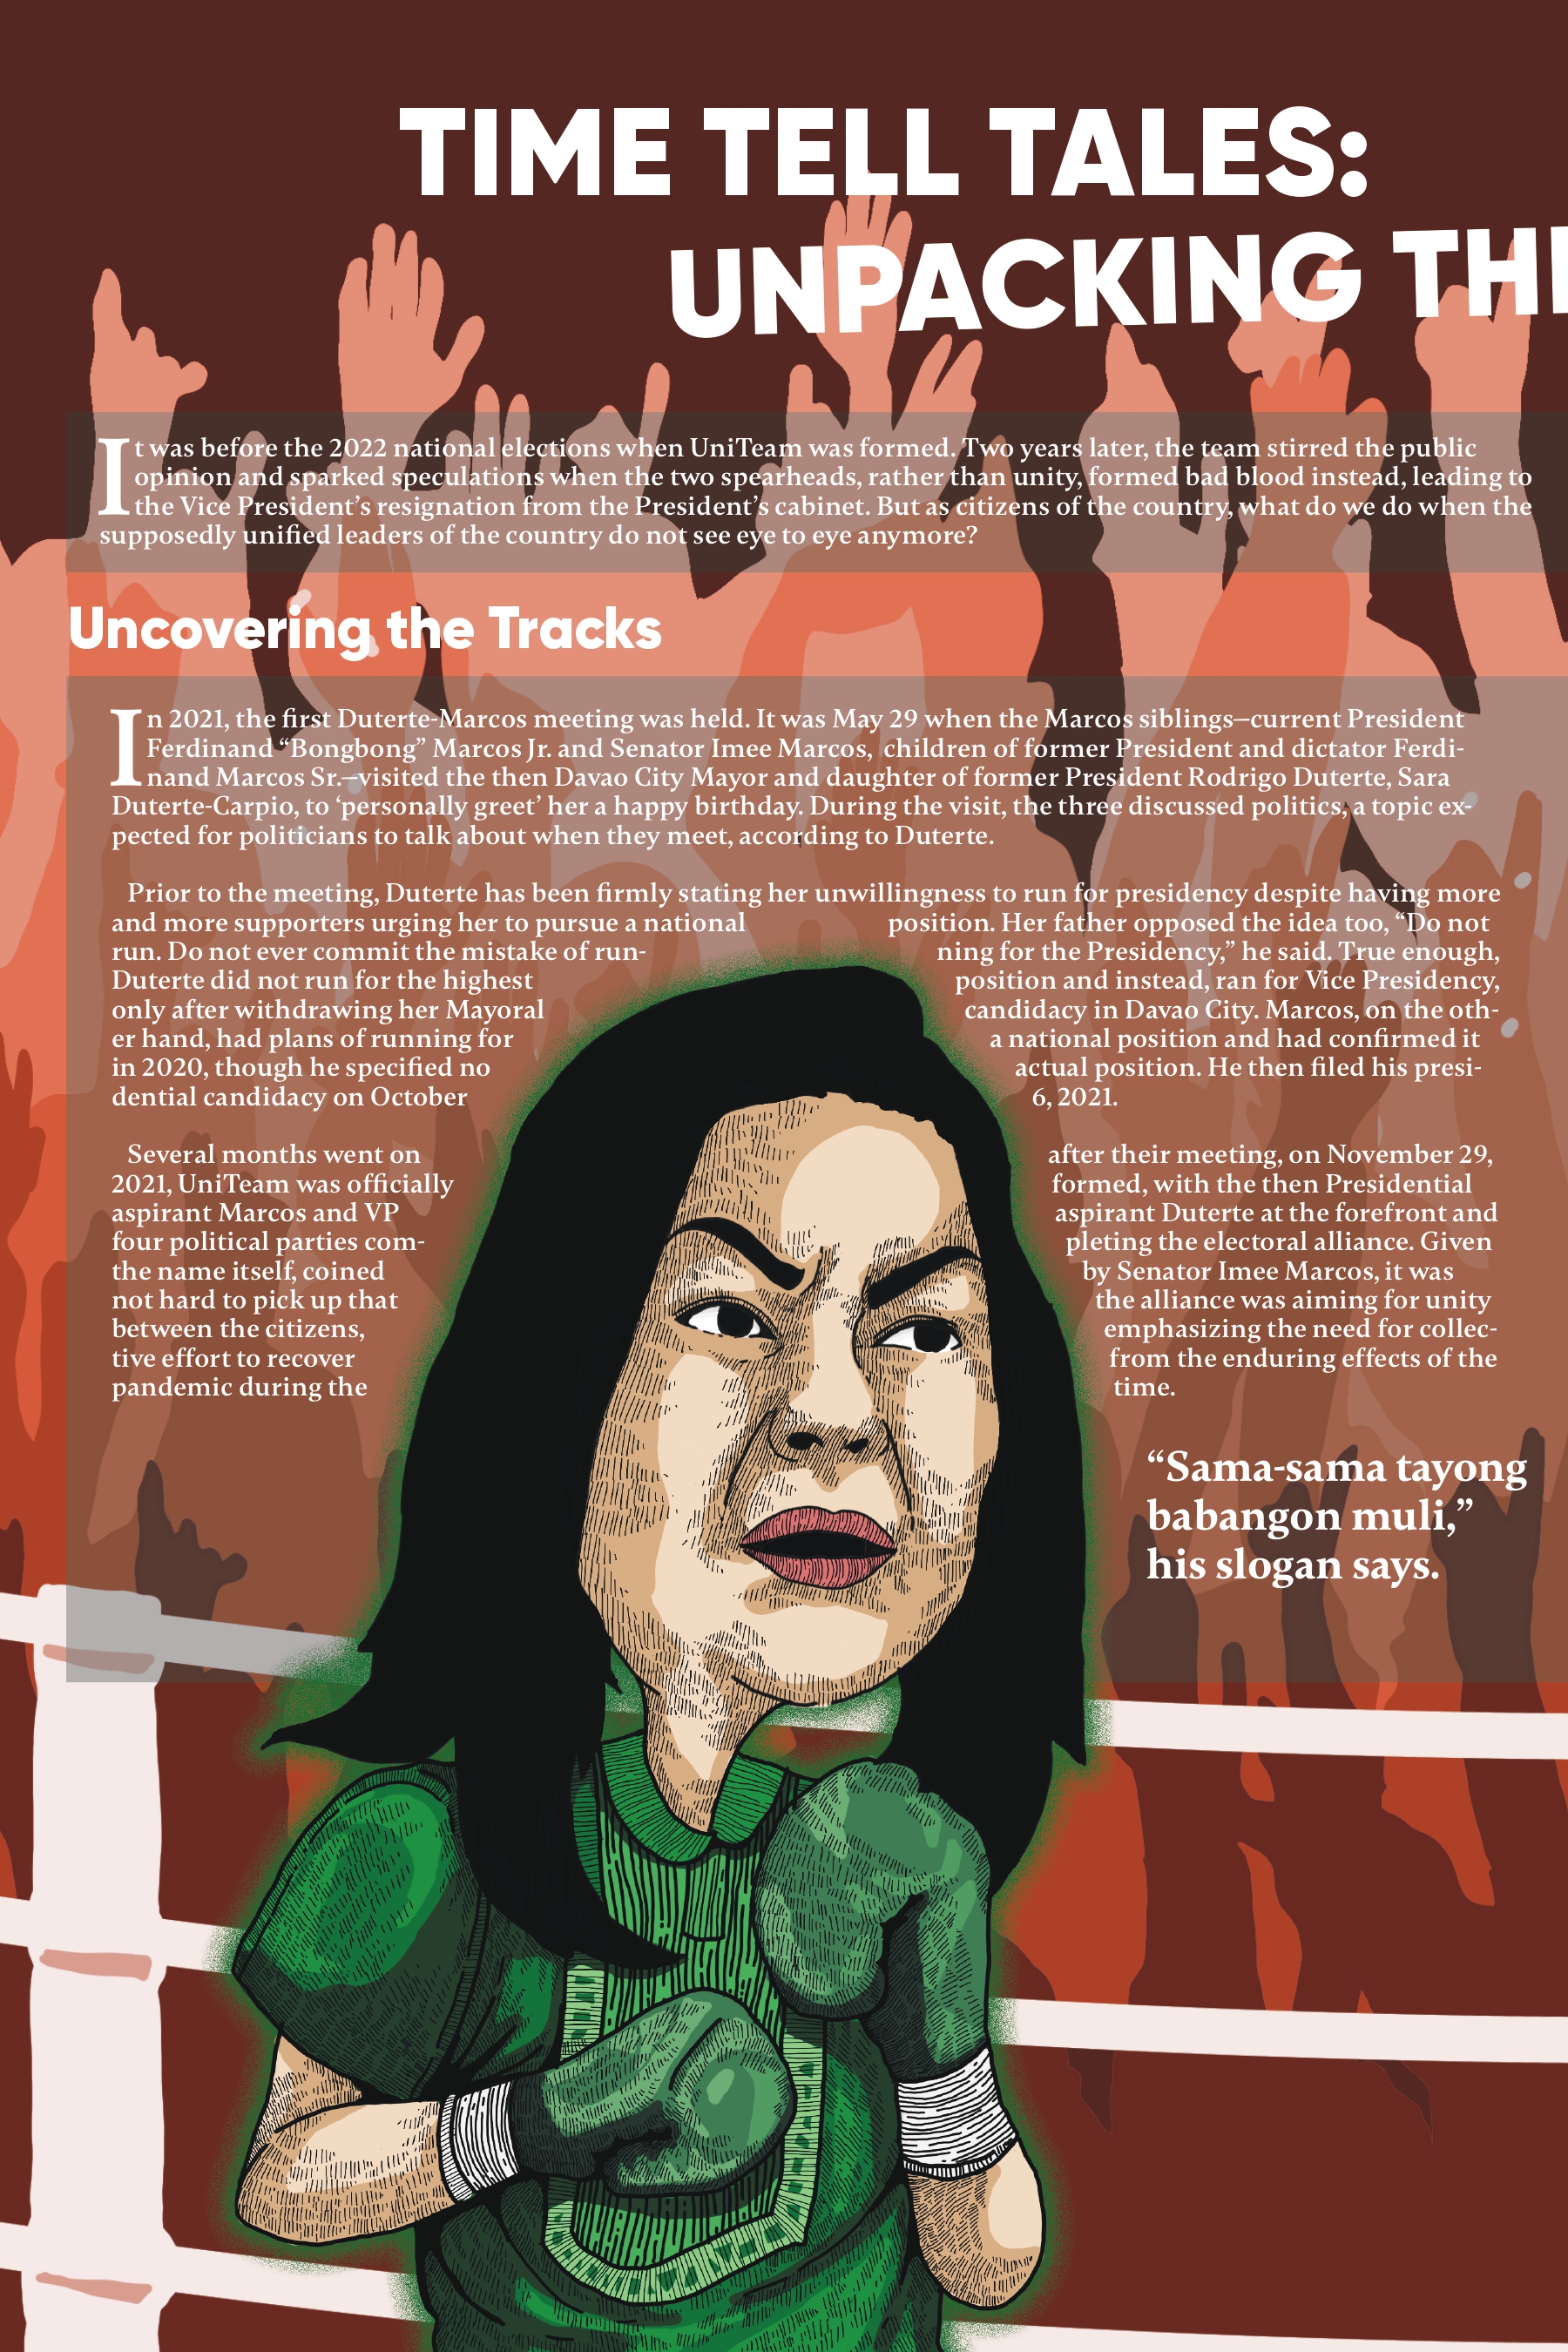 TIME TELL TALES:
UNPACKING TH
It was before the 2022 national elections when UniTeam was formed. Two years later, the team stirred the public
opinion and sparked speculations when the two spearheads, rather than unity, formed bad blood instead, leading to
the Vice President’s resignation from the President’s cabinet. But as citizens of the country, what do we do when the
supposedly unified leaders of the country do not see eye to eye anymore?
Uncovering the Tracks
In 2021, the first Duterte-Marcos meeting was held. It was May 29 when the Marcos siblings—current President
Ferdinand “Bongbong” Marcos Jr. and Senator Imee Marcos, children of former President and dictator Ferdi-
nand Marcos Sr.—visited the then Davao City Mayor and daughter of former President Rodrigo Duterte, Sara
Duterte-Carpio, to ‘personally greet’ her a happy birthday. During the visit, the three discussed politics, a topic ex-
pected for politicians to talk about when they meet, according to Duterte.
Prior to the meeting, Duterte has been firmly stating her unwillingness to run for presidency despite having more
and more supporters urging her to pursue a national position. Her father opposed the idea too, “Do not
run. Do not ever commit the mistake of run- ning for the Presidency,” he said. True enough,
Duterte did not run for the highest position and instead, ran for Vice Presidency,
only after withdrawing her Mayoral candidacy in Davao City. Marcos, on the oth-
er hand, had plans of running for a national position and had confirmed it
in 2020, though he specified no actual position. He then filed his presi-
dential candidacy on October 6, 2021.
Several months went on after their meeting, on November 29,
2021, UniTeam was officially formed, with the then Presidential
aspirant Marcos and VP aspirant Duterte at the forefront and
four political parties com- pleting the electoral alliance. Given
the name itself, coined by Senator Imee Marcos, it was
not hard to pick up that the alliance was aiming for unity
between the citizens, emphasizing the need for collec-
tive effort to recover from the enduring effects of the
pandemic during the time.
“Sama-sama tayong
babangon muli,”
his slogan says.